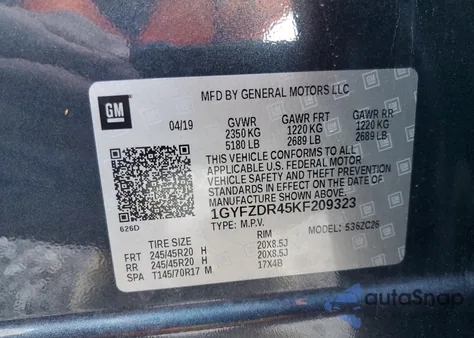 GM
MFD BY GENERAL MOTORS LLC
04/19
GVWR GAWR FRT GAWR RR
2350 KG 1220 KG 1220 KG
5180 LB 2689 LB 2689 LB
THIS VEHICLE CONFORMS TO ALL
APPLICABLE U.S. FEDERAL MOTOR
VEHICLE SAFETY, BUMPER, AND THEFT
PREVENTION STANDARDS IN EFFECT ON
THE DATE OF MANUFACTURE SHOWN ABOVE.
1GYFZDR45KF209323
626D
TYPE: M.P.V. MODEL: 536ZC26
TIRE SIZE RIM
FRT 245/45R20 H 20X8.5J
RR 245/45R20 H 20X8.5J
SPA T145/70R17 M 17X4B
autoSnap